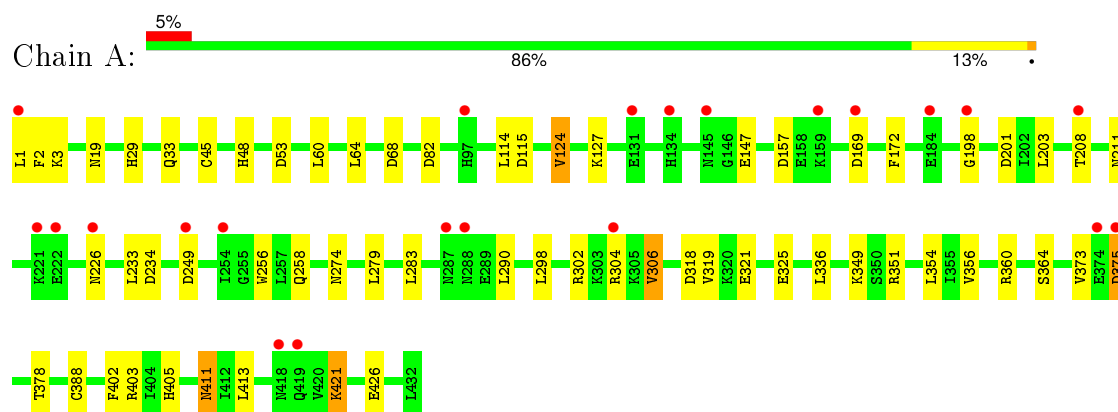 5%
Chain A:
86% 13% •
L1 F2 K3 N19 H29 Q33 C45 H48 D53 L60 L64 D68 D82 H97 L114 D115 V124 K127 E131 H134 N145 G146 E147 D157 E158 K159 D169 F172 E184 G198 D201 I202 L203 T208 N211
K221 E222 N226 L233 D234 D249 I254 G255 W256 L257 Q258 N274 L279 L283 N287 N288 E289 L290 L298 R302 K303 R304 K305 V306 D318 V319 K320 E321 E325 L336 K349 S350 R351 L354 I355 V356 R360 S364 V373 E374 D375
T378 C388 F402 R403 I404 H405 N411 I412 L413 N418 Q419 V420 K421 E426 L432